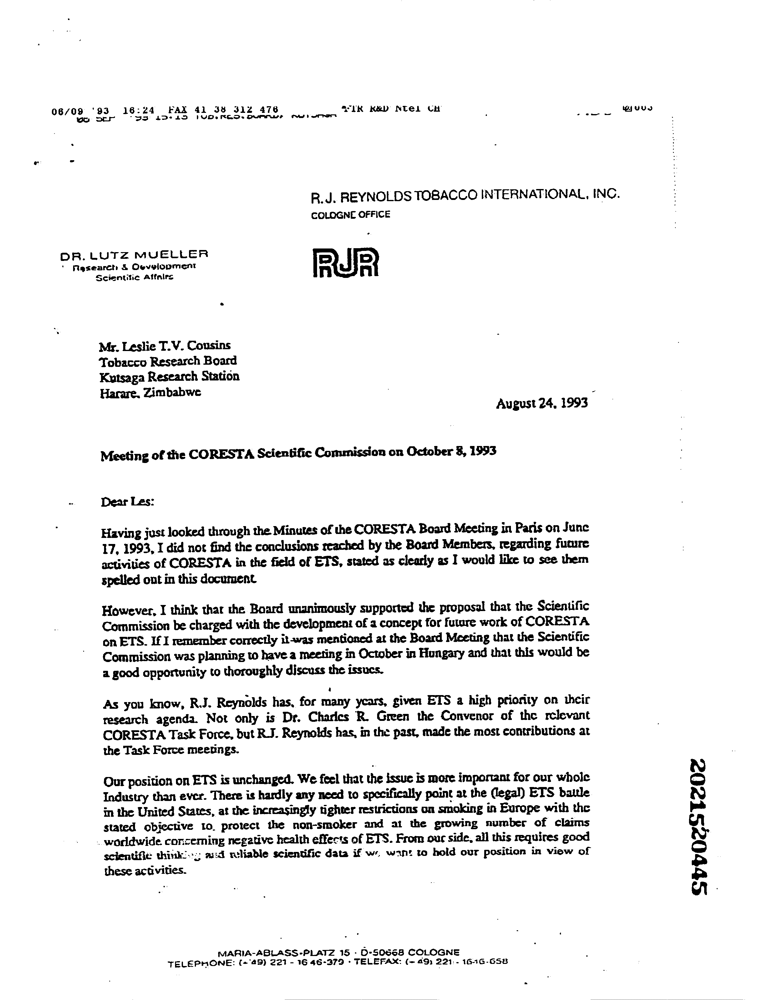 06/09 '93 16:24 FAX 41 38 312 476 R&D Ntel CH
R.J. REYNOLDS TOBACCO INTERNATIONAL, INC.
COLOGNE OFFICE
DR. LUTZ MUELLER
Research & Development
Scientific Affairs
RJR
Mr. Leslie T.V. Cousins
Tobacco Research Board
Kutsaga Research Station
Harare, Zimbabwe
August 24, 1993
Meeting of the CORESTA Scientific Commission on October 8, 1993
Dear Les:
Having just looked through the Minutes of the CORESTA Board Meeting in Paris on June
17, 1993, I did not find the conclusions reached by the Board Members, regarding future
activities of CORESTA in the field of ETS, stated as clearly as I would like to see them
spelled out in this document.
However, I think that the Board unanimously supported the proposal that the Scientific
Commission be charged with the development of a concept for future work of CORESTA
on ETS. If I remember correctly it was mentioned at the Board Meeting that the Scientific
Commission was planning to have a meeting in October in Hungary and that this would be
a good opportunity to thoroughly discuss the issues.
As you know, R.J. Reynolds has, for many years, given ETS a high priority on their
research agenda. Not only is Dr. Charles R. Green the Convenor of the relevant
CORESTA Task Force, but R.J. Reynolds has, in the past, made the most contributions at
the Task Force meetings.
Our position on ETS is unchanged. We feel that the issue is more important for our whole
Industry than ever. There is hardly any need to specifically point at the (legal) ETS battle
in the United States, at the increasingly tighter restrictions on smoking in Europe with the
stated objective to protect the non-smoker and at the growing number of claims
worldwide concerning negative health effects of ETS. From our side, all this requires good
scientific thinking and reliable scientific data if we want to hold our position in view of
these activities.
2021520445
MARIA-ABLASS-PLATZ 15 · D-50668 COLOGNE
TELEPHONE: (+49) 221 - 16 46-379 · TELEFAX: (+49) 221 - 1646-658